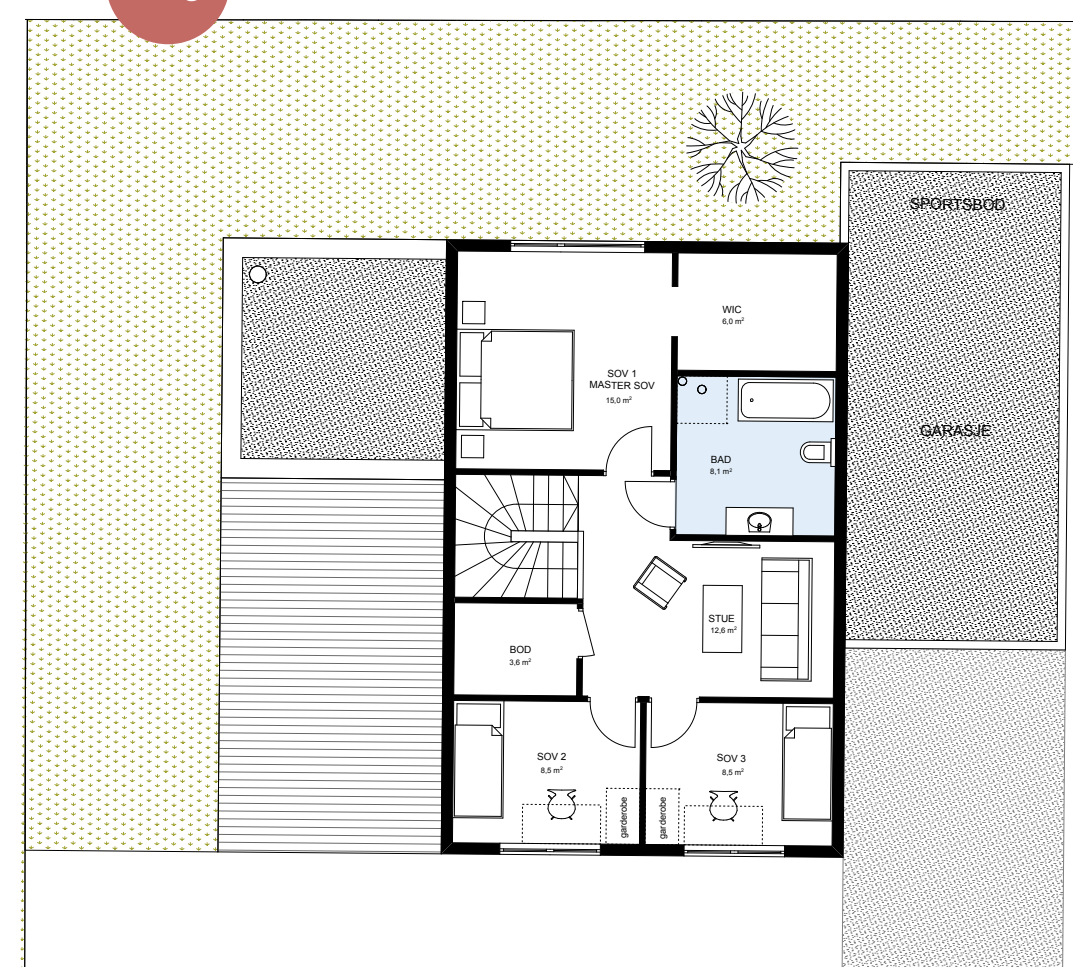 SPORTSBOD
GARASJE
WIC
6,0 m²
SOV 1
MASTER SOV
15,0 m²
BAD
8,1 m²
STUE
12,6 m²
BOD
3,6 m²
SOV 2
8,5 m²
SOV 3
8,5 m²
garderobe
garderobe